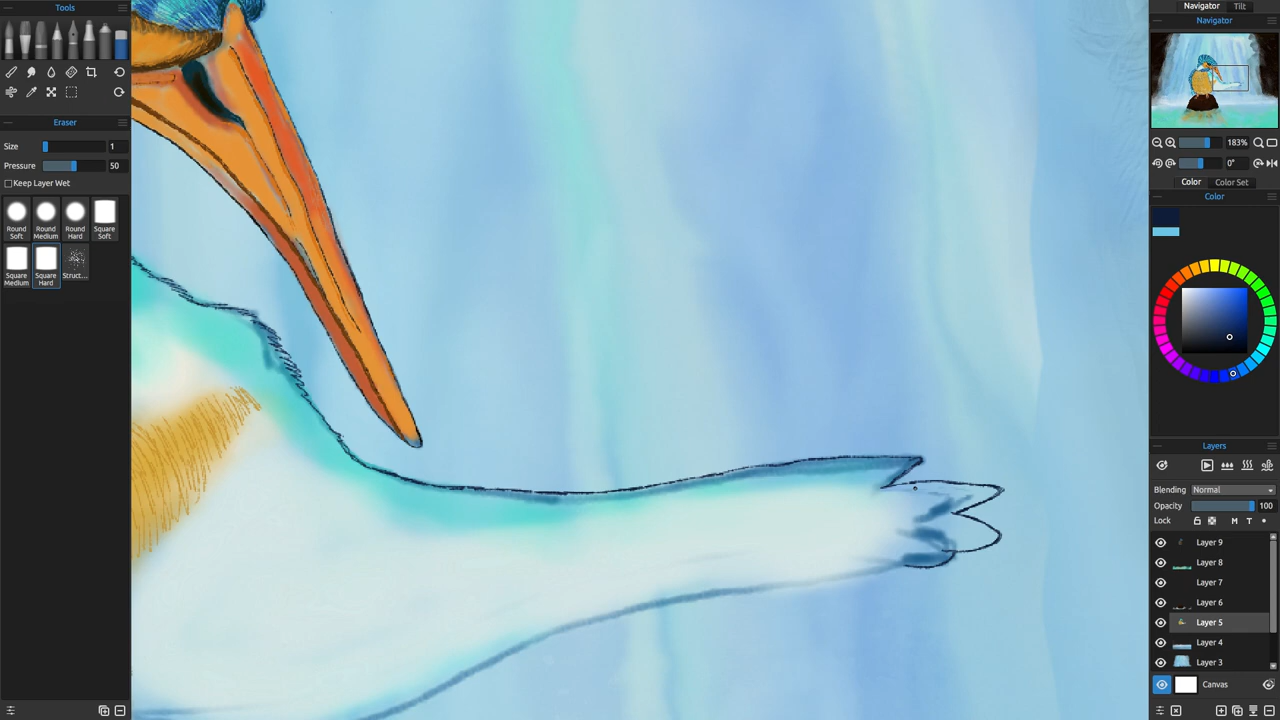 Tools
Eraser
Size 1
Pressure 50
Keep Layer Wet
Round Soft
Round Medium
Round Hard
Square Soft
Square Medium
Square Hard
Struct...
Navigator Tilt
Navigator
183%
0°
Color Color Set
Color
Layers
Blending Normal
Opacity 100
Lock M T
Layer 9
Layer 8
Layer 7
Layer 6
Layer 5
Layer 4
Layer 3
Canvas